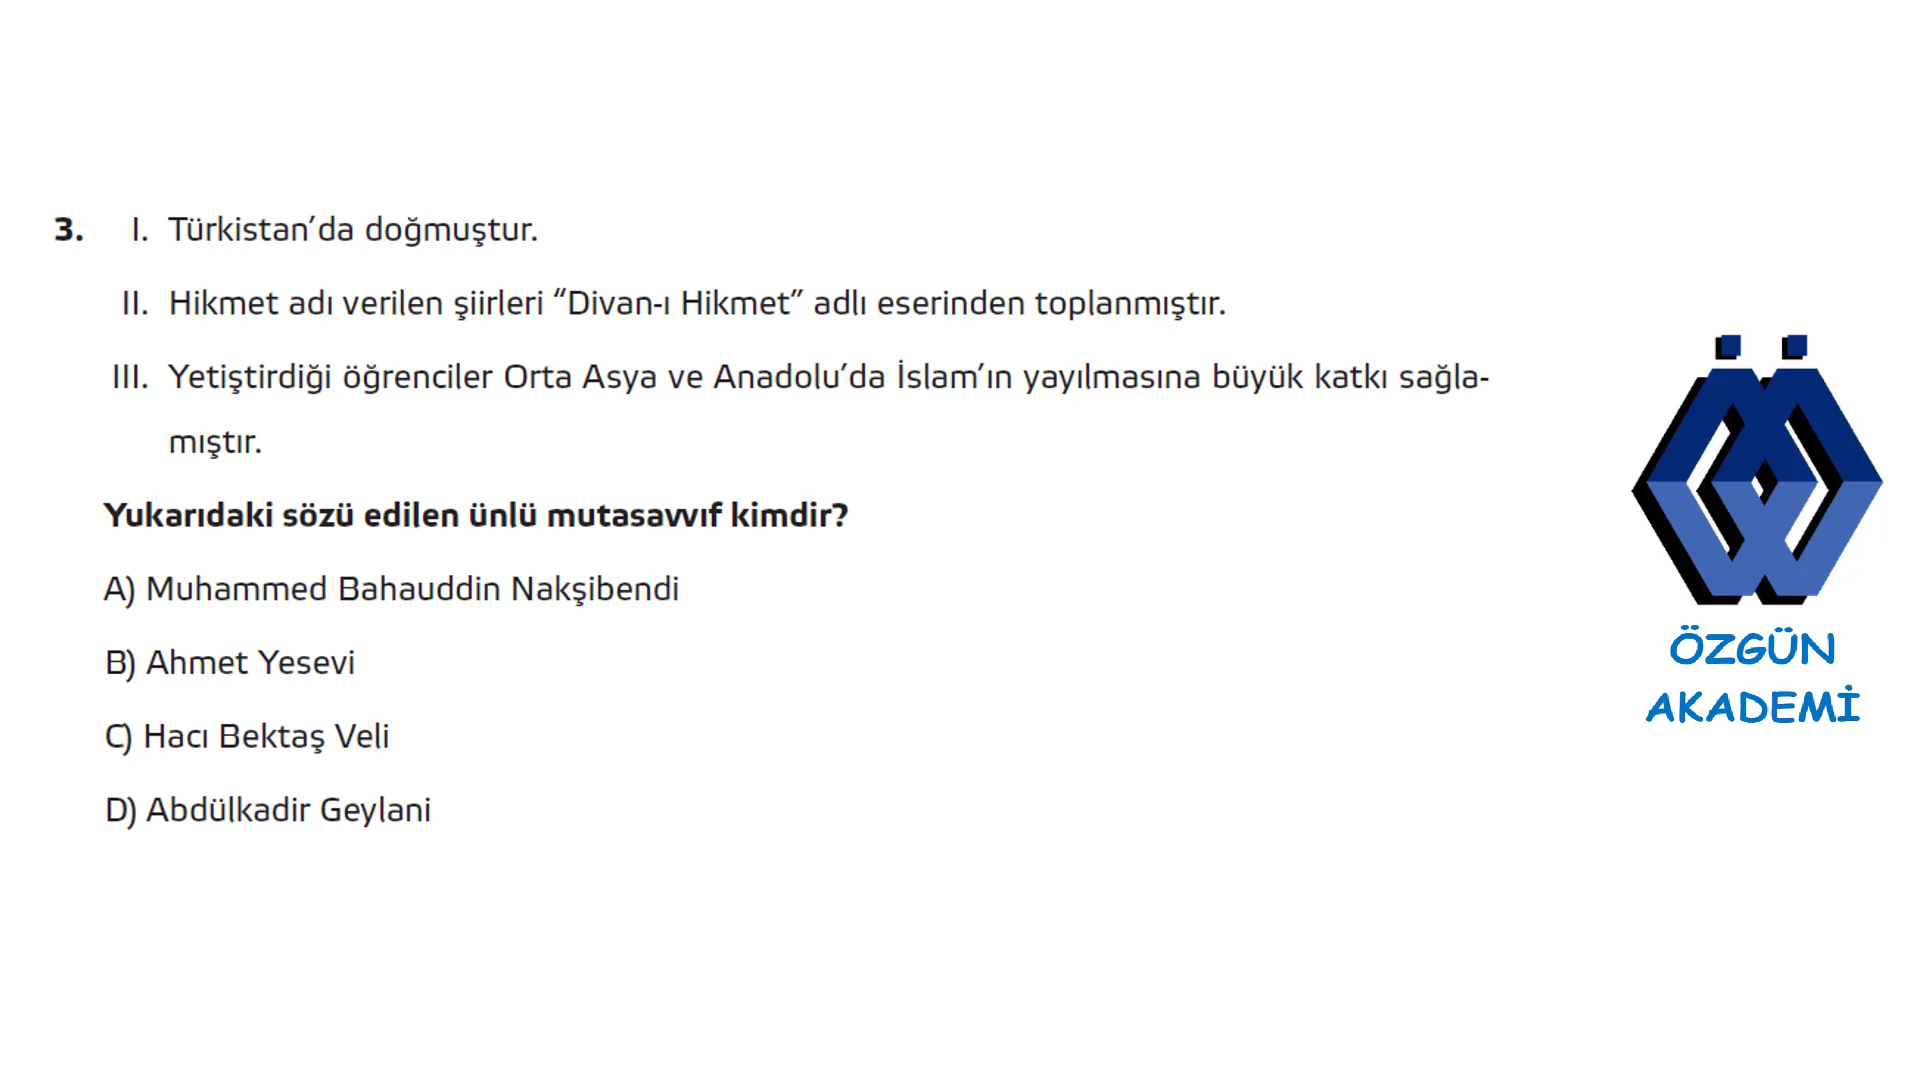 3. I. Türkistan’da doğmuştur.
II. Hikmet adı verilen şiirleri “Divan-ı Hikmet” adlı eserinden toplanmıştır.
III. Yetiştirdiği öğrenciler Orta Asya ve Anadolu’da İslam’ın yayılmasına büyük katkı sağla-
mıştır.
Yukarıdaki sözü edilen ünlü mutasavvıf kimdir?
A) Muhammed Bahauddin Nakşibendi
B) Ahmet Yesevi
C) Hacı Bektaş Veli
D) Abdülkadir Geylani
ÖZGÜN
AKADEMİ